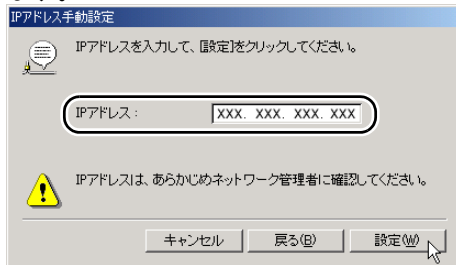 IPアドレス手動設定
IPアドレスを入力して、[設定]をクリックしてください。
IPアドレス:
XXX. XXX. XXX. XXX
IPアドレスは、あらかじめネットワーク管理者に確認してください。
キャンセル
戻る(B)
設定(W)